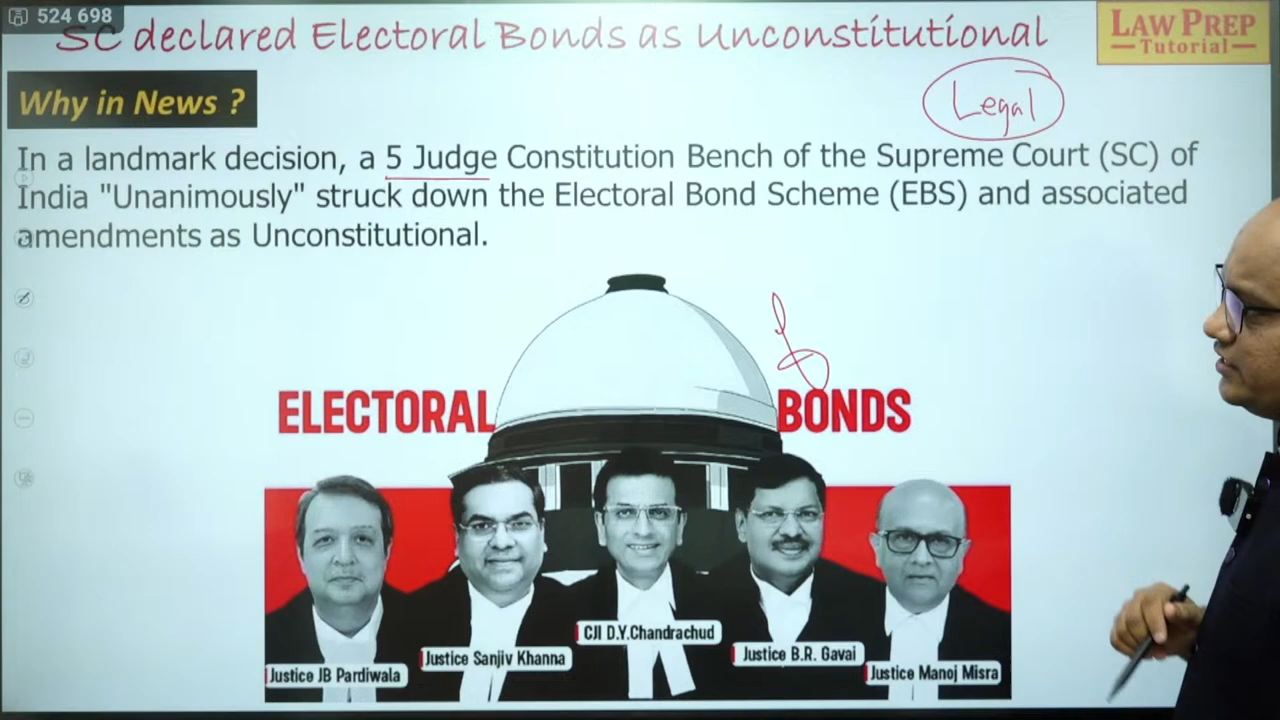 524 698
SC declared Electoral Bonds as Unconstitutional
LAW PREP
Tutorial
Why in News ?
Legal
In a landmark decision, a 5 Judge Constitution Bench of the Supreme Court (SC) of
India "Unanimously" struck down the Electoral Bond Scheme (EBS) and associated
amendments as Unconstitutional.
ELECTORAL BONDS
Justice JB Pardiwala
Justice Sanjiv Khanna
CJI D.Y.Chandrachud
Justice B.R. Gavai
Justice Manoj Misra